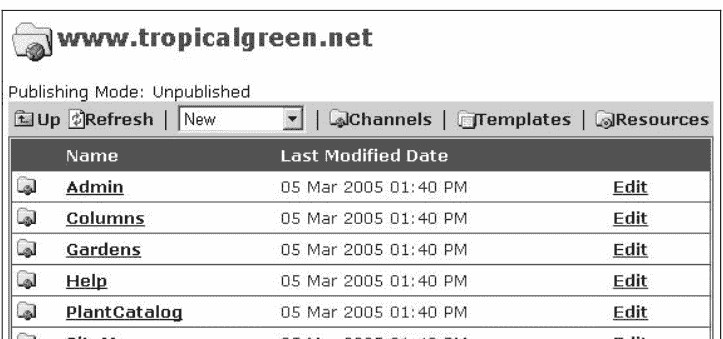 www.tropicalgreen.net
Publishing Mode: Unpublished
Up Refresh | New | Channels | Templates | Resources
Name Last Modified Date
Admin 05 Mar 2005 01:40 PM Edit
Columns 05 Mar 2005 01:40 PM Edit
Gardens 05 Mar 2005 01:40 PM Edit
Help 05 Mar 2005 01:40 PM Edit
PlantCatalog 05 Mar 2005 01:40 PM Edit